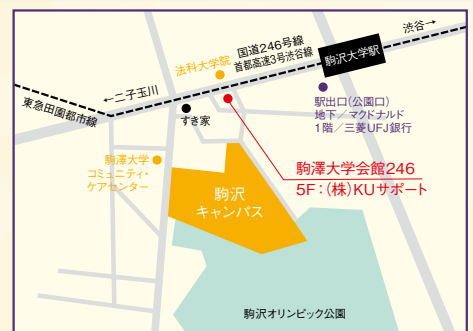 渋谷→
国道246号線
首都高速3号渋谷線
駒沢大学駅
法科大学院
←二子玉川
東急田園都市線
すき家
駅出口(公園口)
地下/マクドナルド
1階/三菱UFJ銀行
駒澤大学
コミュニティ・
ケアセンター
駒澤大学会館246
5F:(株)KUサポート
駒沢
キャンパス
駒沢オリンピック公園